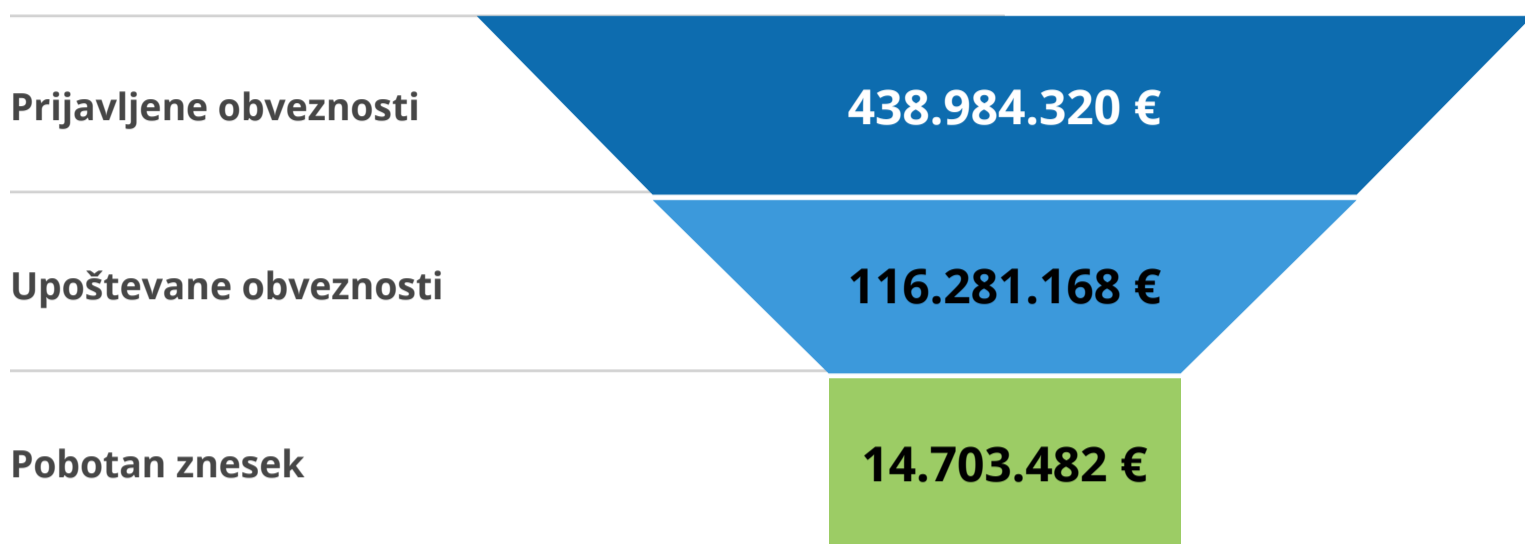 Prijavljene obveznosti 438.984.320 €
Upoštevane obveznosti 116.281.168 €
Pobotan znesek 14.703.482 €